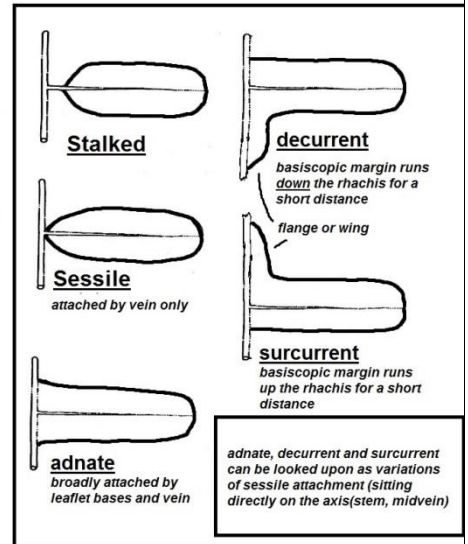 Stalked
Sessile
attached by vein only
adnate
broadly attached by
leaflet bases and vein
decurrent
basiscopic margin runs
down the rhachis for a
short distance
flange or wing
surcurrent
basiscopic margin runs
up the rhachis for a short
distance
adnate, decurrent and surcurrent
can be looked upon as variations
of sessile attachment (sitting
directly on the axis(stem, midvein)